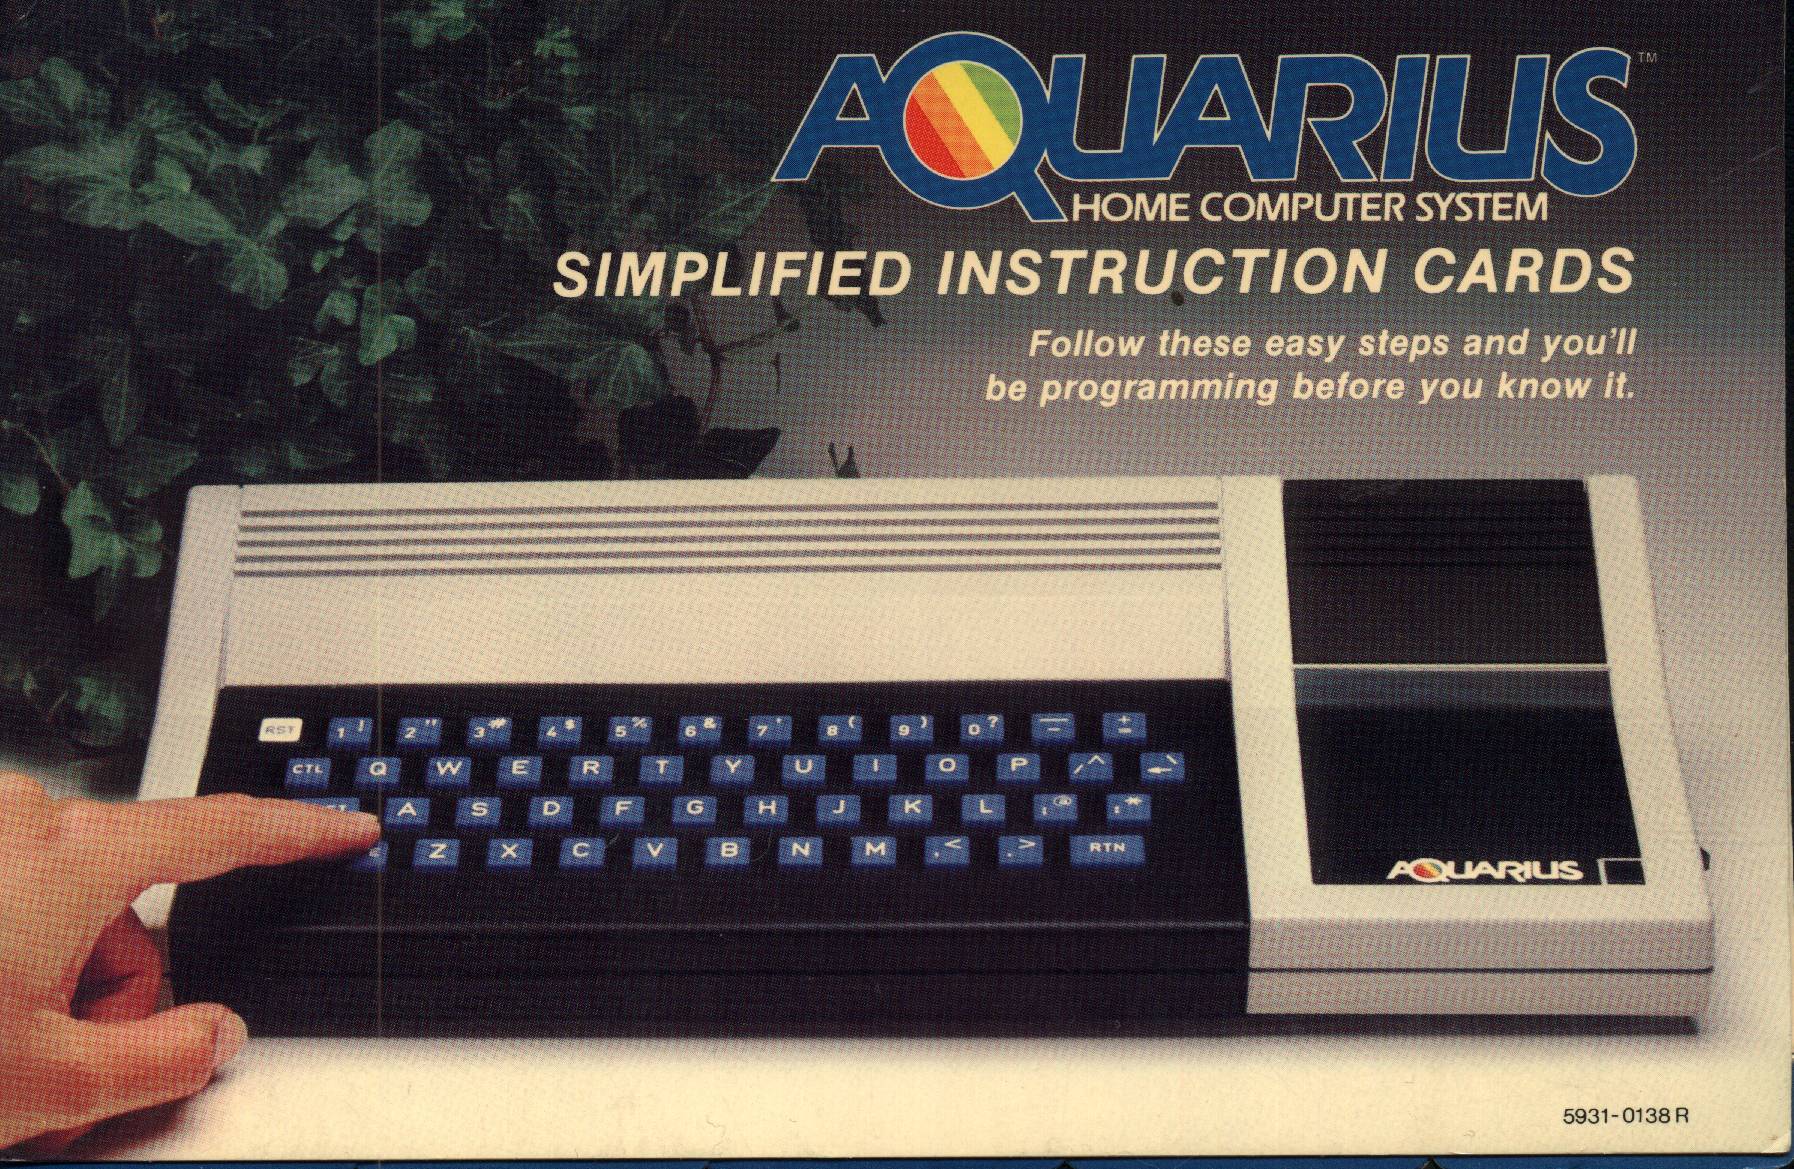 AQUARIUS™
HOME COMPUTER SYSTEM
SIMPLIFIED INSTRUCTION CARDS
Follow these easy steps and you'll
be programming before you know it.
RST 1 ! 2 " 3 # 4 $ 5 % 6 & 7 ' 8 ( 9 ) 0 ? — + =
CTL Q W E R T Y U I O P / ^ ← \
A S D F G H J K L ; @ : *
Z X C V B N M , < . > RTN
AQUARIUS
5931-0138 R